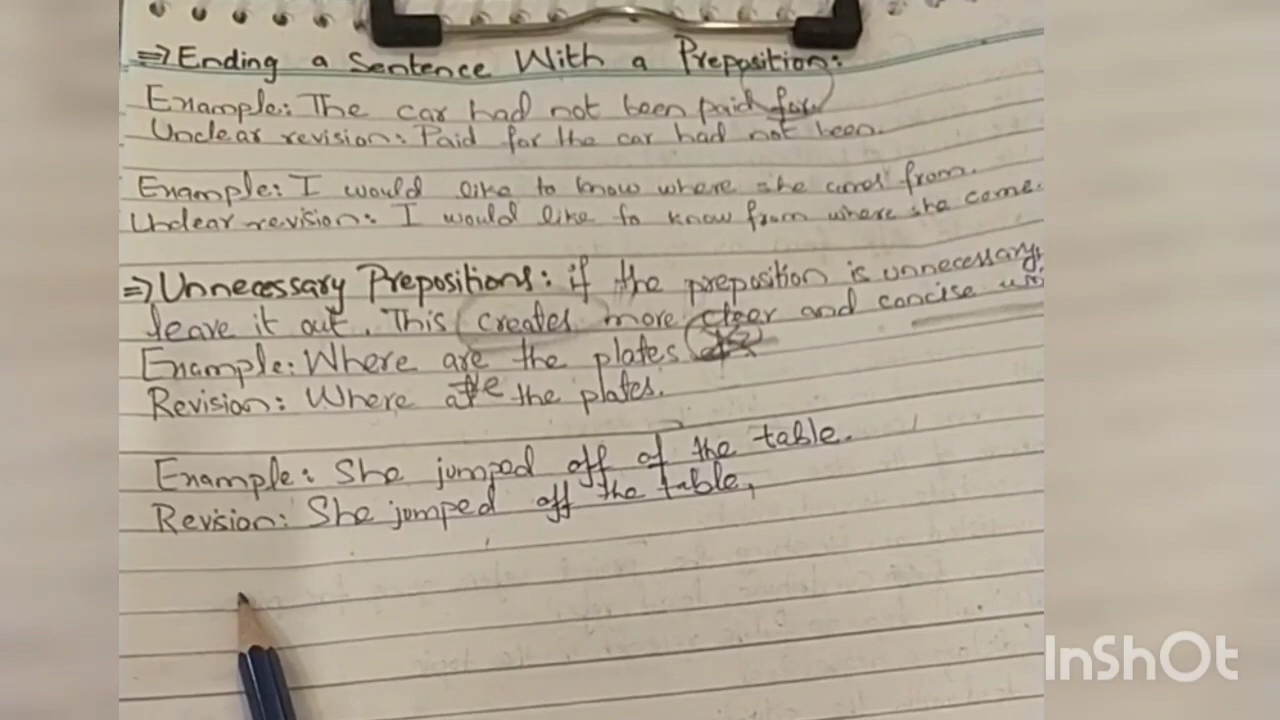 ⇒ Ending a Sentence With a Preposition:
Example: The car had not been paid for
Unclear revision: Paid for the car had not been.
Example: I would like to know where she from.
Unclear revision: I would like to know from where she came.
⇒ Unnecessary Prepositions: if the preposition is unnecessary,
leave it out. This creates more clear and concise
Example: Where are the plates
Revision: Where are the plates.
Example: She jumped off of the table.
Revision: She jumped off the table,
InShOt